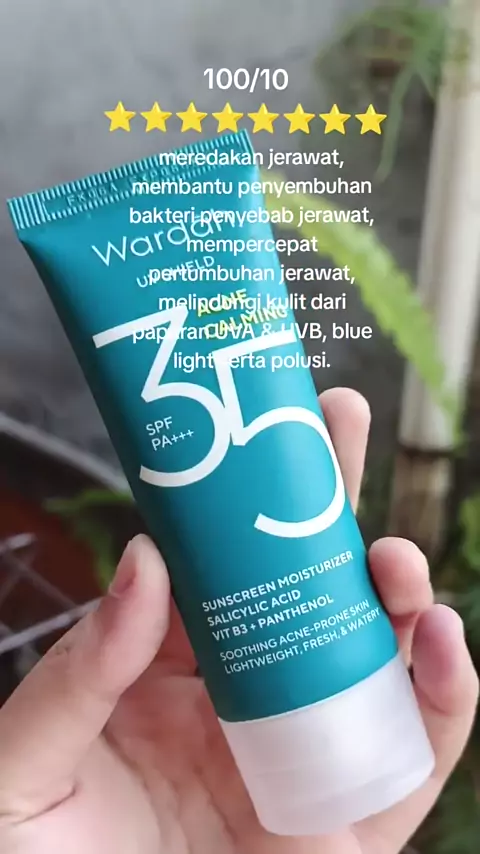 100/10
⭐⭐⭐⭐⭐⭐⭐⭐
meredakan jerawat,
membantu penyembuhan
bakteri penyebab jerawat,
mempercepat
pertumbuhan jerawat,
melindungi kulit dari
paparan UVA & UVB, blue
light serta polusi.
Wardah
UV SHIELD
ACNE
CALMING
35
SPF
PA+++
SUNSCREEN MOISTURIZER
SALICYLIC ACID
VIT B3 + PANTHENOL
SOOTHING ACNE-PRONE SKIN
LIGHTWEIGHT, FRESH, & WATERY